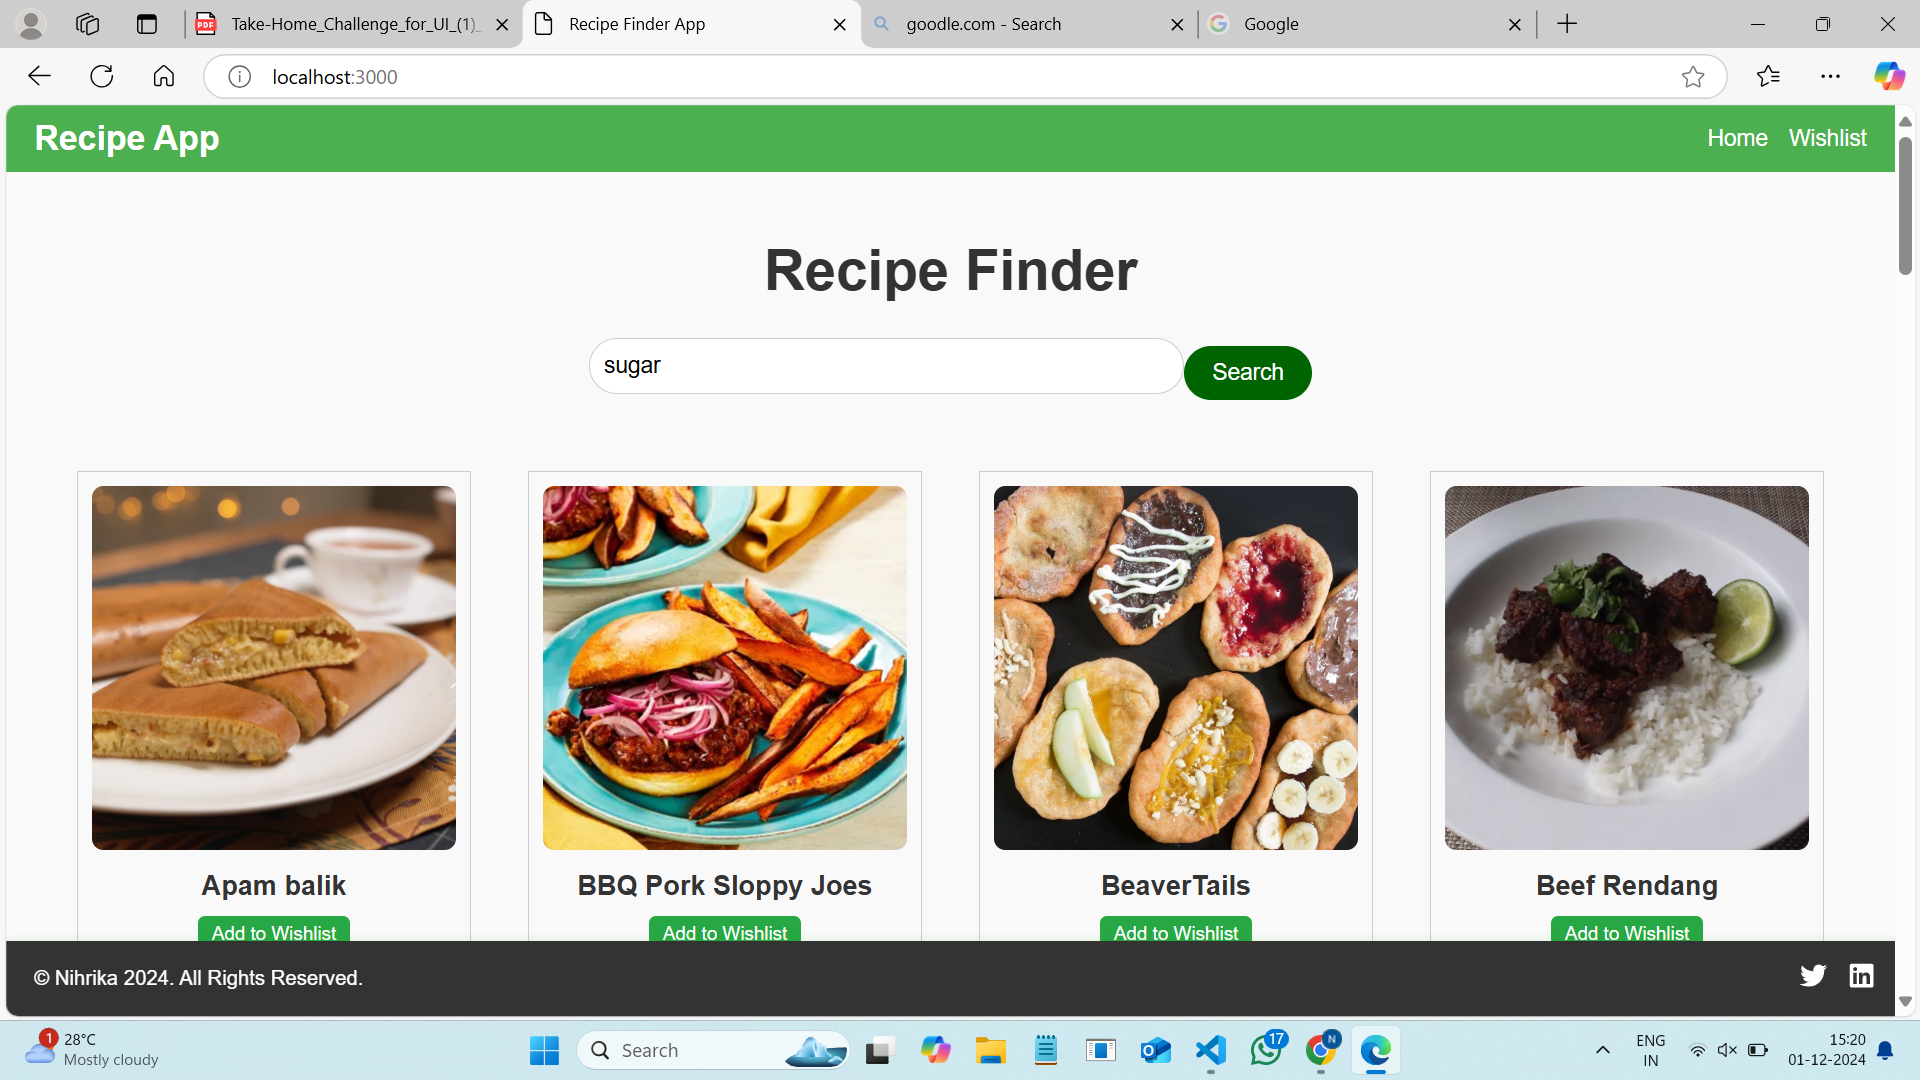 Take-Home_Challenge_for_UI_(1)_
Recipe Finder App
goodle.com - Search
Google
localhost:3000
Recipe App
Home
Wishlist
Recipe Finder
sugar
Search
Apam balik
BBQ Pork Sloppy Joes
BeaverTails
Beef Rendang
Add to Wishlist
Add to Wishlist
Add to Wishlist
Add to Wishlist
© Nihrika 2024. All Rights Reserved.
1
28°C
Mostly cloudy
Search
17
N
ENG
IN
15:20
01-12-2024